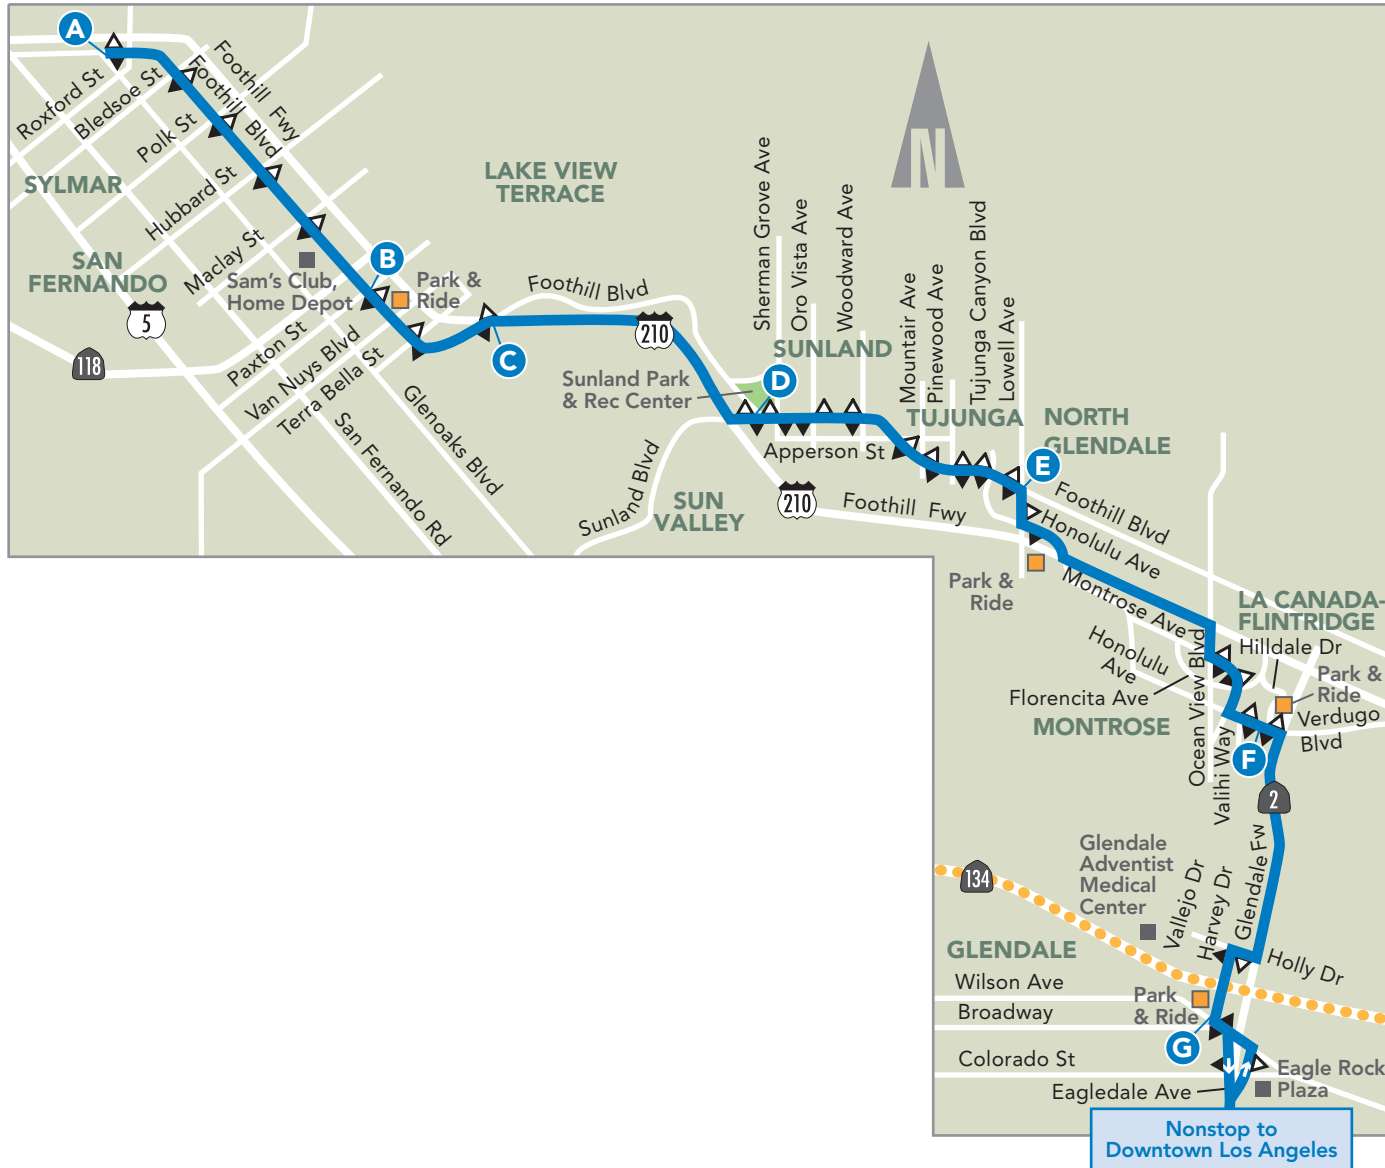 A
Roxford St
Bledsoe St
Foothill Blvd
Foothill Fwy
Polk St
SYLMAR
Hubbard St
Maclay St
SAN
FERNANDO
Sam's Club,
Home Depot
B
Park &
Ride
5
118
Paxton St
Van Nuys Blvd
Terra Bella St
San Fernando Rd
Glenoaks Blvd
LAKE VIEW
TERRACE
C
Foothill Blvd
210
N
Sherman Grove Ave
Oro Vista Ave
Woodward Ave
SUNLAND
Sunland Park
& Rec Center
D
Mountair Ave
Pinewood Ave
Tujunga Canyon Blvd
Lowell Ave
TUJUNGA
NORTH
GLENDALE
Apperson St
Sunland Blvd
SUN
VALLEY
210
Foothill Fwy
E
Foothill Blvd
Honolulu Ave
Park &
Ride
Montrose Ave
LA CANADA-
FLINTRIDGE
Hilldale Dr
Honolulu
Ave
Park &
Ride
Florencita Ave
MONTROSE
Ocean View Blvd
Valihi Way
Verdugo
Blvd
F
2
Glendale Fw
Glendale
Adventist
Medical
Center
134
Vallejo Dr
Harvey Dr
GLENDALE
Holly Dr
Wilson Ave
Park
& Ride
Broadway
G
Colorado St
Eagle Rock
Plaza
Eagledale Ave
Nonstop to
Downtown Los Angeles